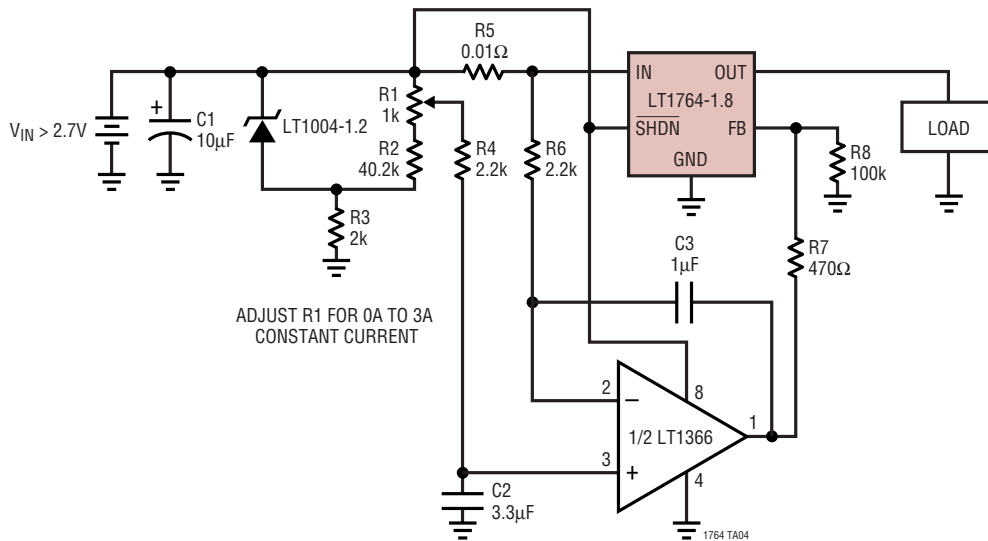 R5
0.01Ω
IN
OUT
R1
1k
LT1764-1.8
VIN > 2.7V
+
C1
10µF
LT1004-1.2
SHDN
FB
LOAD
R2
40.2k
R4
2.2k
R6
2.2k
GND
R8
100k
R3
2k
C3
1µF
R7
470Ω
ADJUST R1 FOR 0A TO 3A
CONSTANT CURRENT
2
–
8
1/2 LT1366
1
3
+
4
C2
3.3µF
1764 TA04